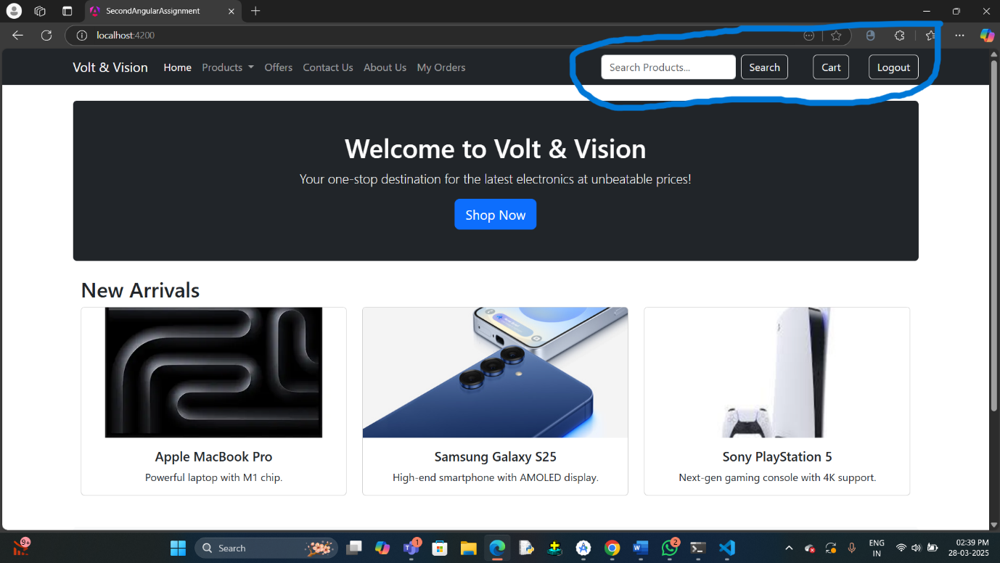 SecondAngularAssignment
localhost:4200
Volt & Vision Home Products Offers Contact Us About Us My Orders Search Products... Search Cart Logout
Welcome to Volt & Vision
Your one-stop destination for the latest electronics at unbeatable prices!
Shop Now
New Arrivals
Apple MacBook Pro
Powerful laptop with M1 chip.
Samsung Galaxy S25
High-end smartphone with AMOLED display.
Sony PlayStation 5
Next-gen gaming console with 4K support.
9+ Search 1 2 ENG 02:39 PM
IN 28-03-2025